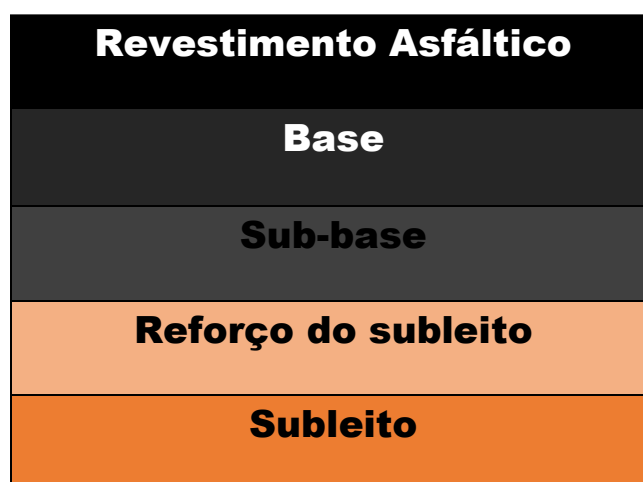 Revestimento Asfáltico
Base
Sub-base
Reforço do subleito
Subleito